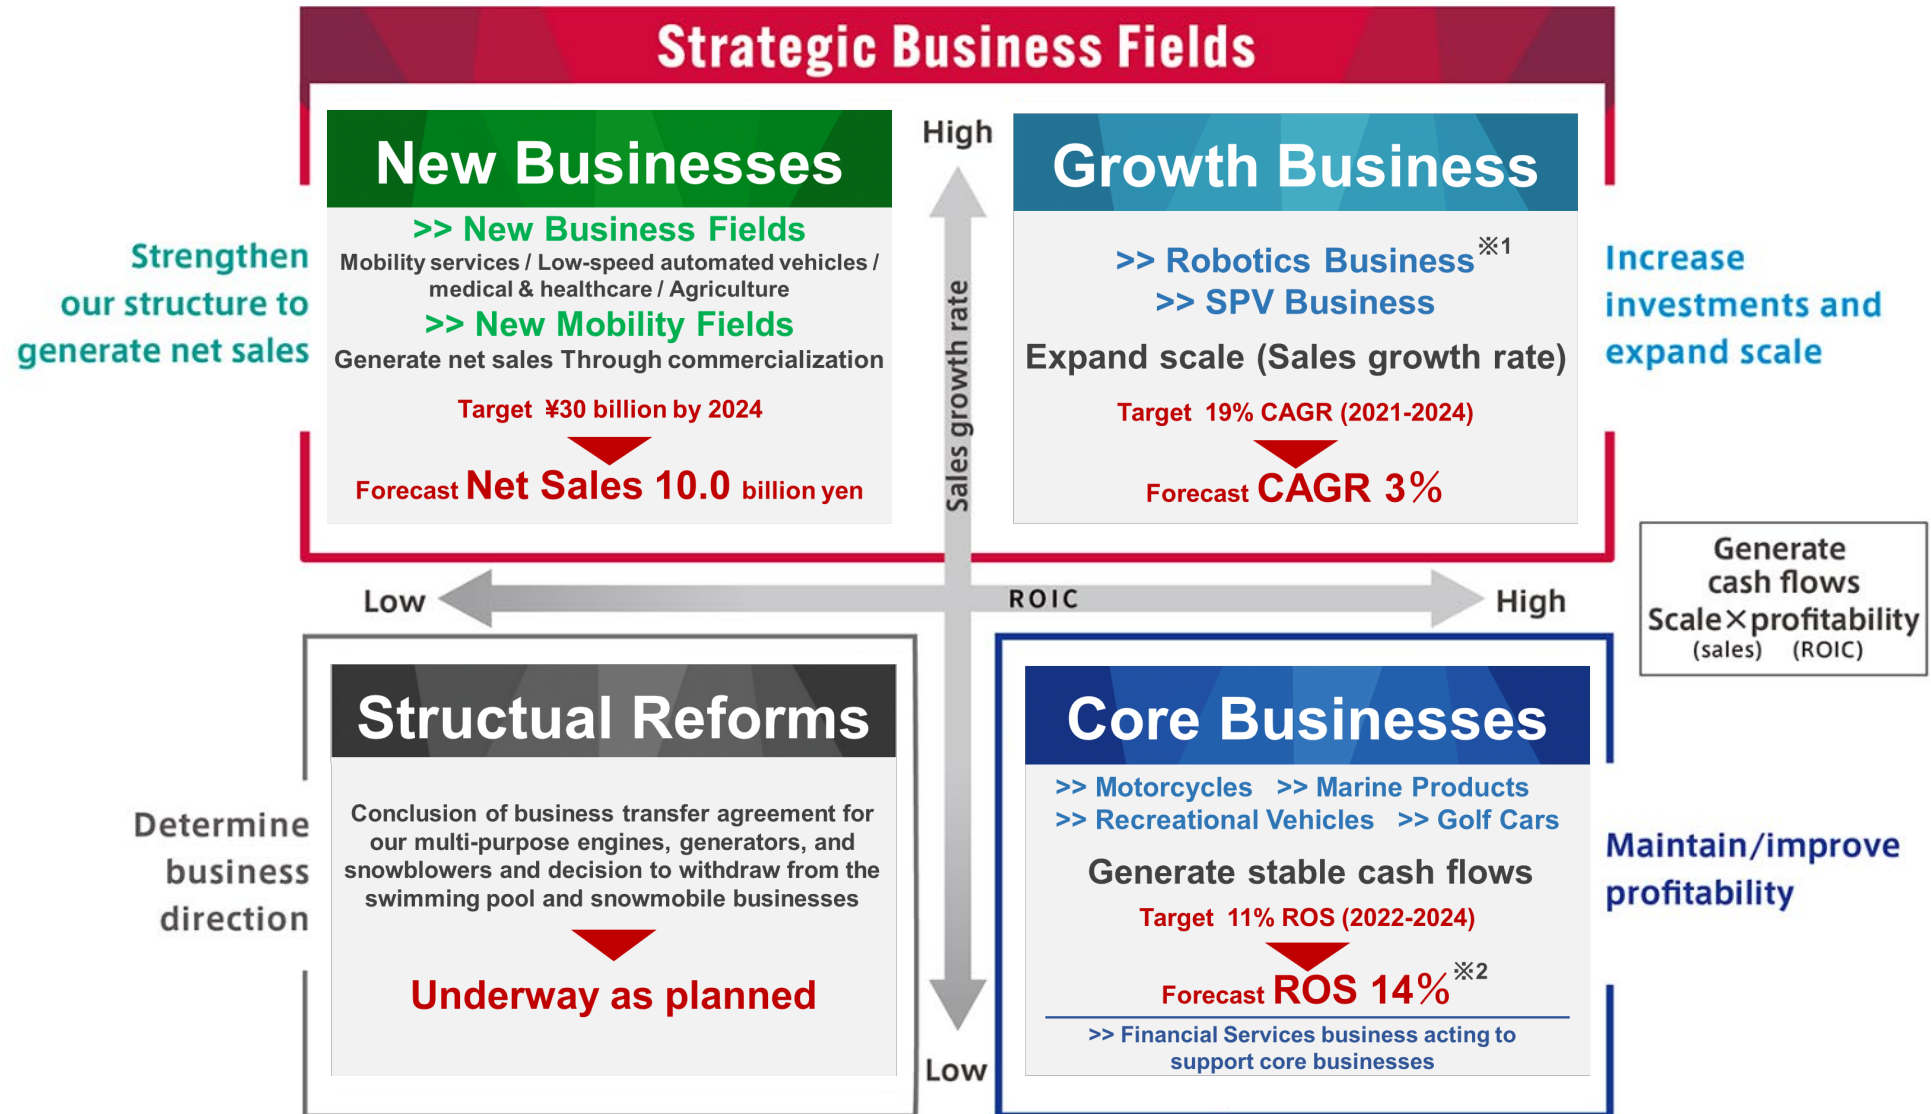 Strategic Business Fields
New Businesses
>> New Business Fields
Mobility services / Low-speed automated vehicles /
medical & healthcare / Agriculture
>> New Mobility Fields
Generate net sales Through commercialization
Target ¥30 billion by 2024
Forecast Net Sales 10.0 billion yen
Strengthen
our structure to
generate net sales
High
Sales growth rate
Growth Business
>> Robotics Business※1
>> SPV Business
Expand scale (Sales growth rate)
Target 19% CAGR (2021-2024)
Forecast CAGR 3%
Increase
investments and
expand scale
Low
ROIC
High
Generate
cash flows
Scale×profitability
(sales) (ROIC)
Structual Reforms
Conclusion of business transfer agreement for
our multi-purpose engines, generators, and
snowblowers and decision to withdraw from the
swimming pool and snowmobile businesses
Underway as planned
Determine
business
direction
Low
Core Businesses
>> Motorcycles >> Marine Products
>> Recreational Vehicles >> Golf Cars
Generate stable cash flows
Target 11% ROS (2022-2024)
Forecast ROS 14%※2
>> Financial Services business acting to
support core businesses
Maintain/improve
profitability